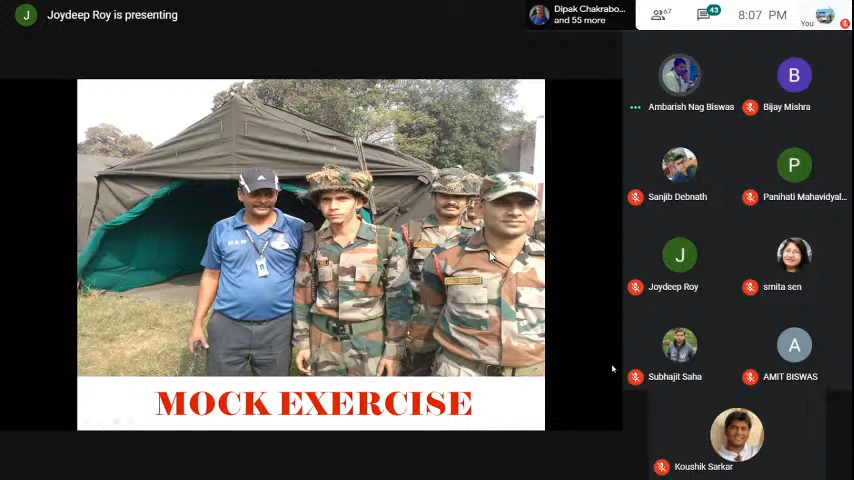 J
Joydeep Roy is presenting
Dipak Chakrabo...
and 55 more
67
43
8:07 PM
You
Ambarish Nag Biswas
B
Bijay Mishra
Sanjib Debnath
P
Panihati Mahavidyal...
J
Joydeep Roy
smita sen
Subhajit Saha
A
AMIT BISWAS
Koushik Sarkar
MOCK EXERCISE